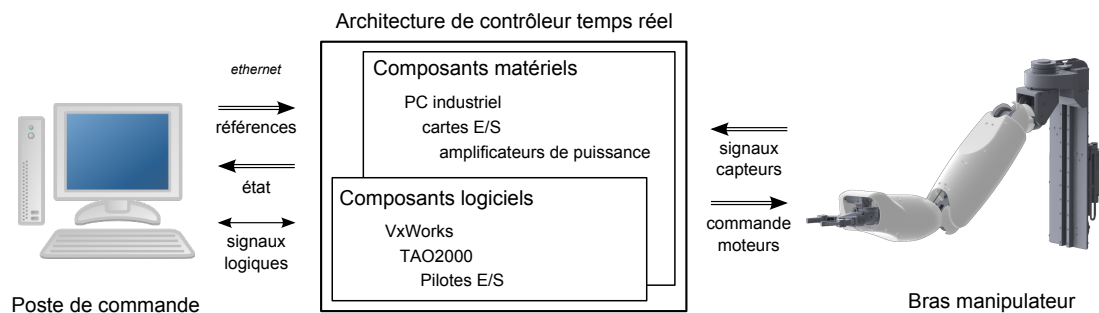 Architecture de contrôleur temps réel
ethernet
références
état
signaux
logiques
Poste de commande
Composants matériels
PC industriel
cartes E/S
amplificateurs de puissance
Composants logiciels
VxWorks
TAO2000
Pilotes E/S
signaux
capteurs
commande
moteurs
Bras manipulateur